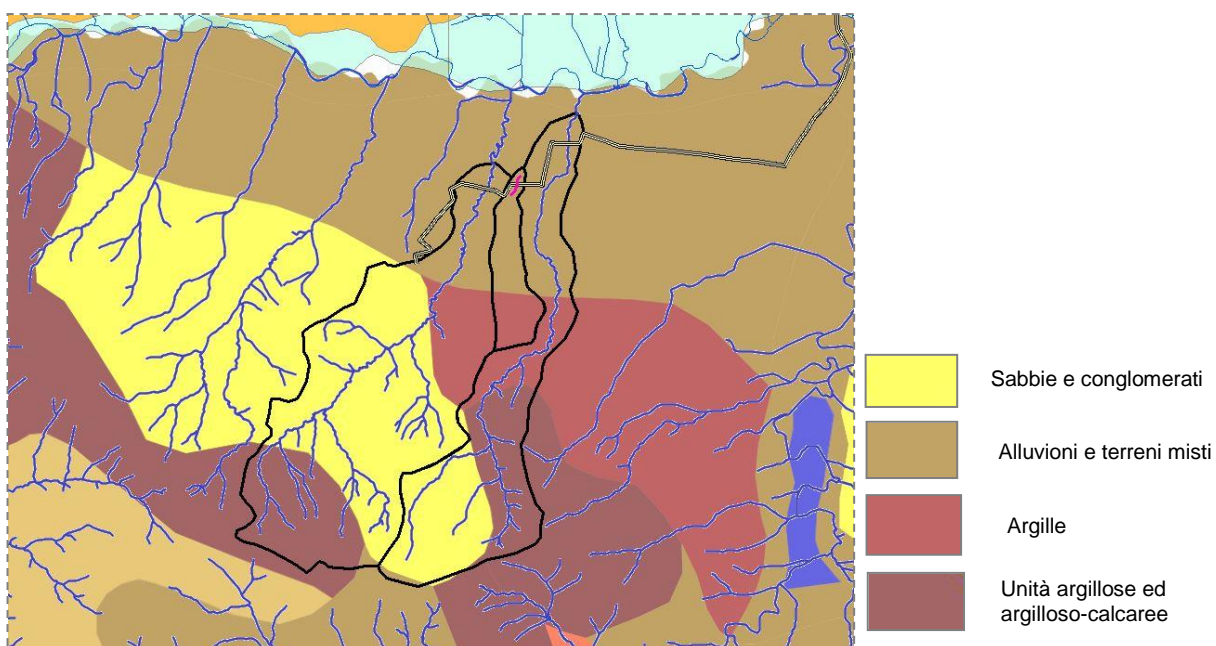 Sabbie e conglomerati
Alluvioni e terreni misti
Argille
Unità argillose ed
argilloso-calcaree